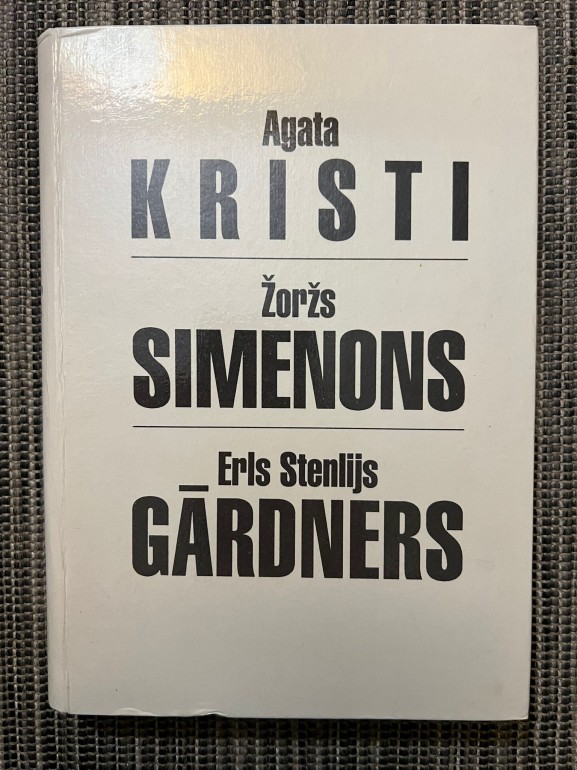 Agata
KRISTI
Žoržs
SIMENONS
Erls Stenlijs
GĀRDNERS